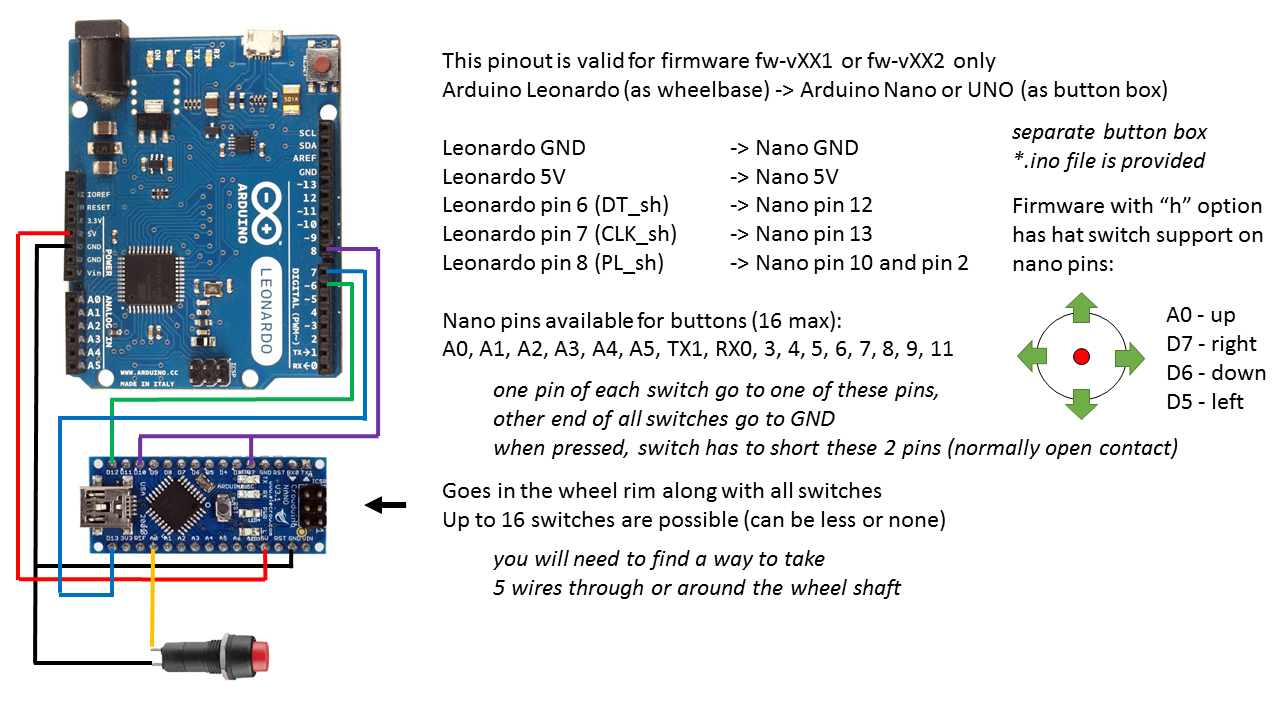 This pinout is valid for firmware fw-vXX1 or fw-vXX2 only
Arduino Leonardo (as wheelbase) -> Arduino Nano or UNO (as button box)
separate button box
*.ino file is provided
Leonardo GND -> Nano GND
Leonardo 5V -> Nano 5V
Leonardo pin 6 (DT_sh) -> Nano pin 12
Leonardo pin 7 (CLK_sh) -> Nano pin 13
Leonardo pin 8 (PL_sh) -> Nano pin 10 and pin 2
Firmware with “h” option
has hat switch support on
nano pins:
A0 - up
D7 - right
D6 - down
D5 - left
Nano pins available for buttons (16 max):
A0, A1, A2, A3, A4, A5, TX1, RX0, 3, 4, 5, 6, 7, 8, 9, 11
one pin of each switch go to one of these pins,
other end of all switches go to GND
when pressed, switch has to short these 2 pins (normally open contact)
Goes in the wheel rim along with all switches
Up to 16 switches are possible (can be less or none)
you will need to find a way to take
5 wires through or around the wheel shaft
ON
L
TX
RX
RESET
SCL
SDA
AREF
GND
~13
12
~11
~10
~9
8
7
~6
~5
4
~3
2
TX→1
RX←0
DIGITAL (PWM~)
ARDUINO
LEONARDO
IOREF
RESET
3.3V
5V
GND
GND
Vin
POWER
A0
A1
A2
A3
A4
A5
ANALOG IN
ICSP
WWW.ARDUINO.CC
MADE IN ITALY
D12 D11 D10 D9 D8 D7 D6 D5 D4
GND RST RX0 TX1
NANO
V3.1
USA
D13 3V3 REF A0 A1 A2 A3 A4 A5 A6
5V RST GND VIN